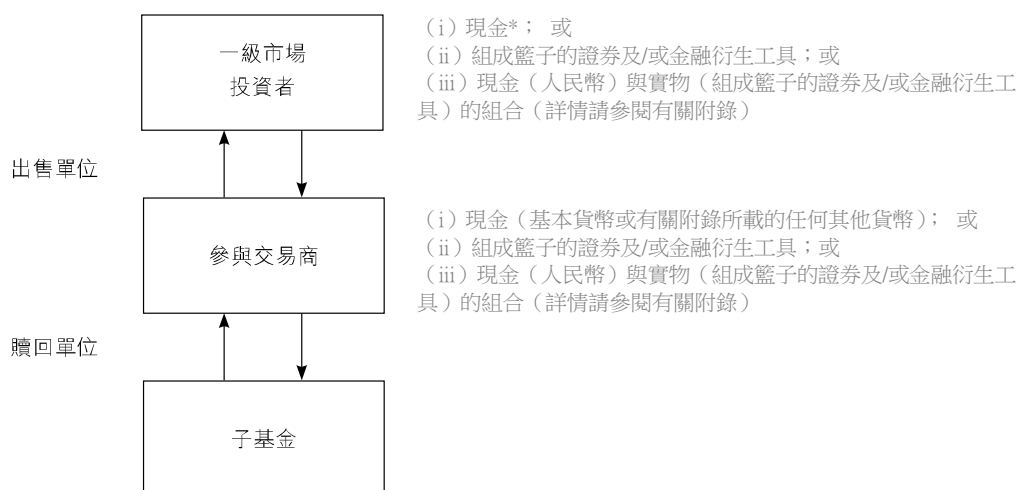 一級市場
投資者
（i）現金*； 或
（ii）組成籃子的證券及/或金融衍生工具；或
（iii）現金（人民幣）與實物（組成籃子的證券及/或金融衍生工
具）的組合（詳情請參閱有關附錄）
出售單位
參與交易商
（i）現金（基本貨幣或有關附錄所載的任何其他貨幣）； 或
（ii）組成籃子的證券及/或金融衍生工具；或
（iii）現金（人民幣）與實物（組成籃子的證券及/或金融衍生工
具）的組合（詳情請參閱有關附錄）
贖回單位
子基金